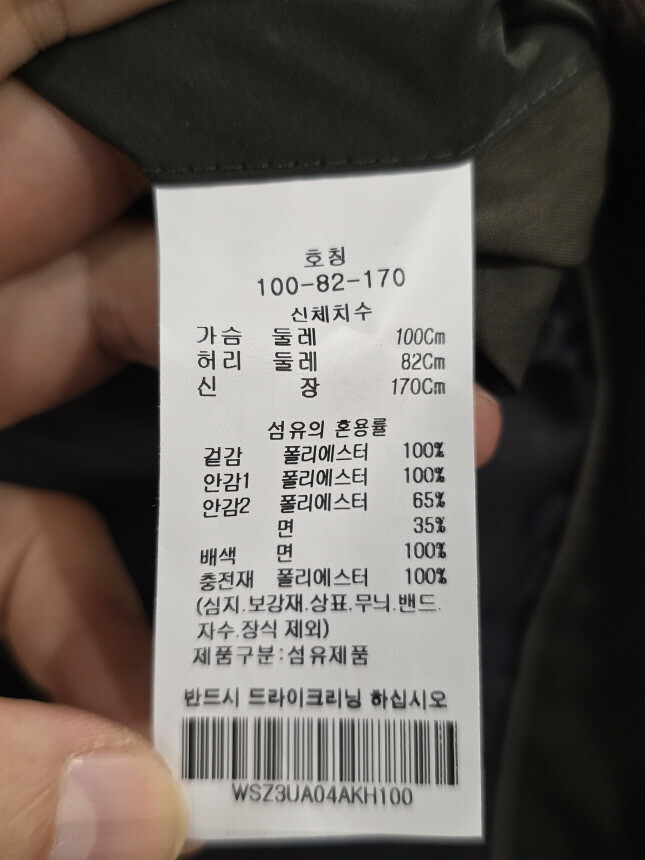 호칭
100-82-170
신체치수
가슴 둘레 100Cm
허리 둘레 82Cm
신 장 170Cm
섬유의 혼용률
겉감 폴리에스터 100%
안감1 폴리에스터 100%
안감2 폴리에스터 65%
면 35%
배색 면 100%
충전재 폴리에스터 100%
(심지.보강재.상표.무늬.밴드.
자수.장식 제외)
제품구분:섬유제품
반드시 드라이크리닝 하십시오
WSZ3UA04AKH100